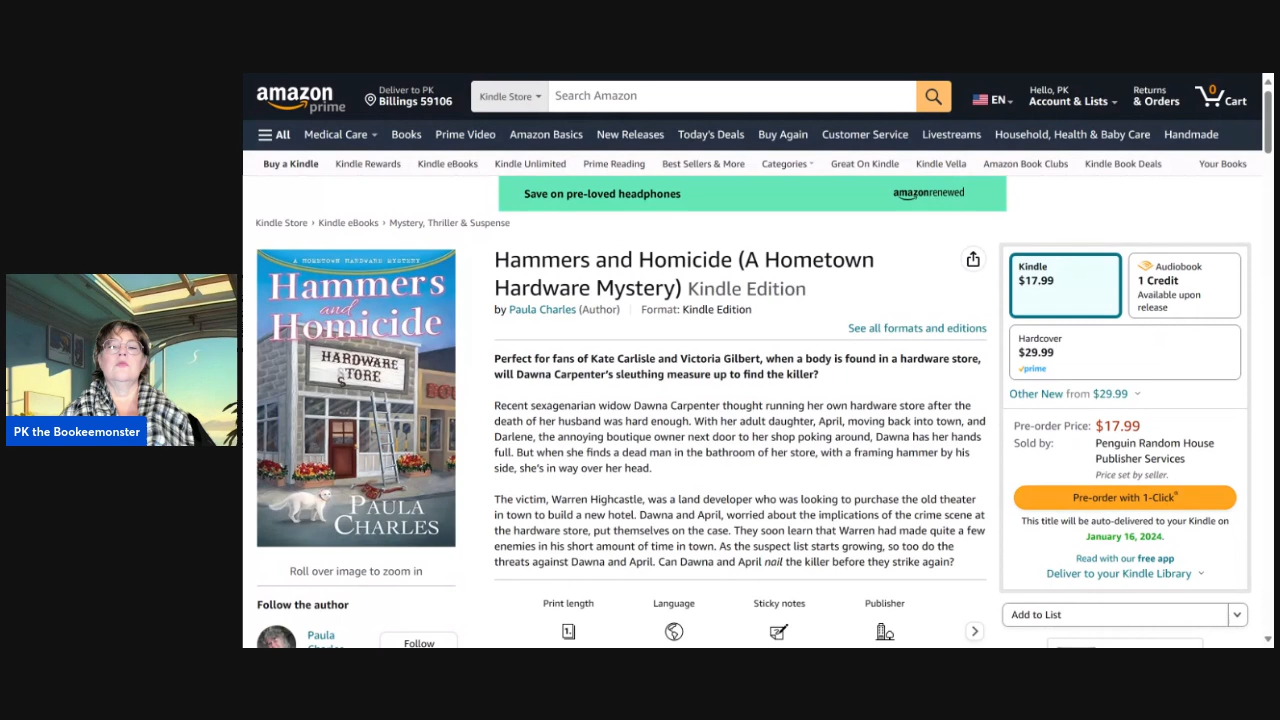 amazon
prime
Deliver to PK
Billings 59106
Kindle Store
Search Amazon
EN
Hello, PK
Account & Lists
Returns
& Orders
0
Cart
All
Medical Care
Books
Prime Video
Amazon Basics
New Releases
Today's Deals
Buy Again
Customer Service
Livestreams
Household, Health & Baby Care
Handmade
Buy a Kindle
Kindle Rewards
Kindle eBooks
Kindle Unlimited
Prime Reading
Best Sellers & More
Categories
Great On Kindle
Kindle Vella
Amazon Book Clubs
Kindle Book Deals
Your Books
Save on pre-loved headphones
amazonrenewed
Kindle Store › Kindle eBooks › Mystery, Thriller & Suspense
A HOMETOWN HARDWARE MYSTERY
Hammers
and
Homicide
HARDWARE
STORE
BOU
PAULA
CHARLES
Roll over image to zoom in
Follow the author
Paula
Charles
Follow
Hammers and Homicide (A Hometown
Hardware Mystery) Kindle Edition
by Paula Charles (Author)
Format: Kindle Edition
See all formats and editions
Perfect for fans of Kate Carlisle and Victoria Gilbert, when a body is found in a hardware store,
will Dawna Carpenter's sleuthing measure up to find the killer?
Recent sexagenarian widow Dawna Carpenter thought running her own hardware store after the
death of her husband was hard enough. With her adult daughter, April, moving back into town, and
Darlene, the annoying boutique owner next door to her shop poking around, Dawna has her hands
full. But when she finds a dead man in the bathroom of her store, with a framing hammer by his
side, she's in way over her head.
The victim, Warren Highcastle, was a land developer who was looking to purchase the old theater
in town to build a new hotel. Dawna and April, worried about the implications of the crime scene at
the hardware store, put themselves on the case. They soon learn that Warren had made quite a few
enemies in his short amount of time in town. As the suspect list starts growing, so too do the
threats against Dawna and April. Can Dawna and April nail the killer before they strike again?
Print length
Language
Sticky notes
Publisher
Kindle
$17.99
Audiobook
1 Credit
Available upon
release
Hardcover
$29.99
prime
Other New from $29.99
Pre-order Price: $17.99
Sold by: Penguin Random House
Publisher Services
Price set by seller.
Pre-order with 1-Click®
This title will be auto-delivered to your Kindle on
January 16, 2024.
Read with our free app
Deliver to your Kindle Library
Add to List
PK the Bookeemonster